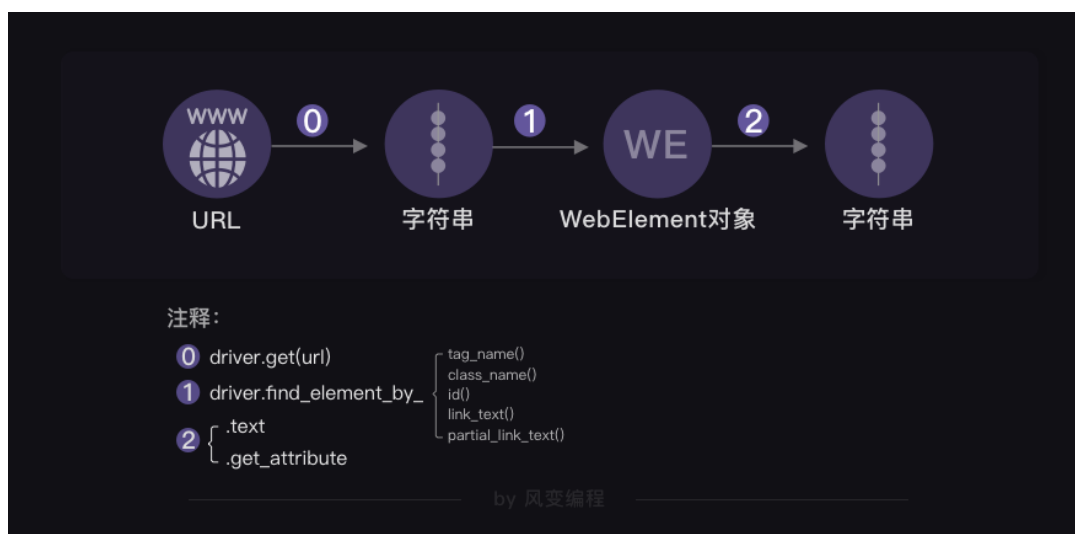 WWW
0
1
WE
2
URL
字符串
WebElement对象
字符串
注释：
0 driver.get(url)
1 driver.find_element_by_
tag_name()
class_name()
id()
link_text()
partial_link_text()
2
.text
.get_attribute
by 风变编程